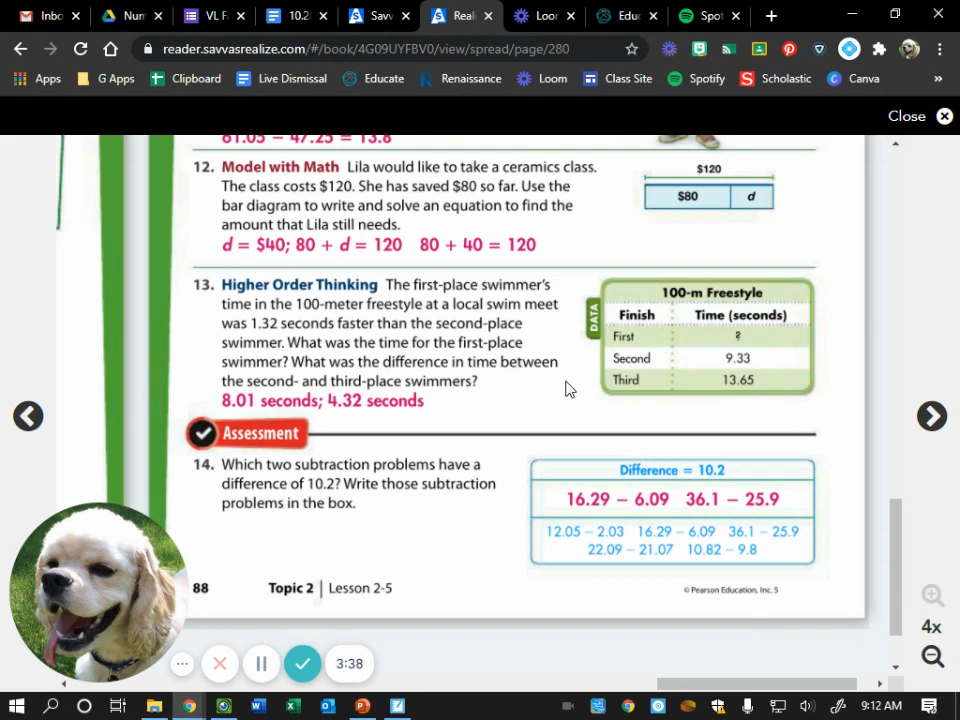 Inbo
Nur
VL F
10.2
Savv
Real
Loor
Educ
Spot
reader.savvasrealize.com/#/book/4G09UYFBV0/view/spread/page/280
Apps
G Apps
Clipboard
Live Dismissal
Educate
Renaissance
Loom
Class Site
Spotify
Scholastic
Canva
»
Close
61.05 − 47.25 = 13.8
12. Model with Math Lila would like to take a ceramics class.
The class costs $120. She has saved $80 so far. Use the
bar diagram to write and solve an equation to find the
amount that Lila still needs.
d = $40; 80 + d = 120 80 + 40 = 120
$120
$80 d
13. Higher Order Thinking The first-place swimmer's
time in the 100-meter freestyle at a local swim meet
was 1.32 seconds faster than the second-place
swimmer. What was the time for the first-place
swimmer? What was the difference in time between
the second- and third-place swimmers?
8.01 seconds; 4.32 seconds
DATA
100-m Freestyle
Finish Time (seconds)
First ?
Second 9.33
Third 13.65
Assessment
14. Which two subtraction problems have a
difference of 10.2? Write those subtraction
problems in the box.
Difference = 10.2
16.29 − 6.09 36.1 − 25.9
12.05 − 2.03 16.29 − 6.09 36.1 − 25.9
22.09 − 21.07 10.82 − 9.8
88 Topic 2 | Lesson 2-5
© Pearson Education, Inc. 5
4x
3:38
9:12 AM